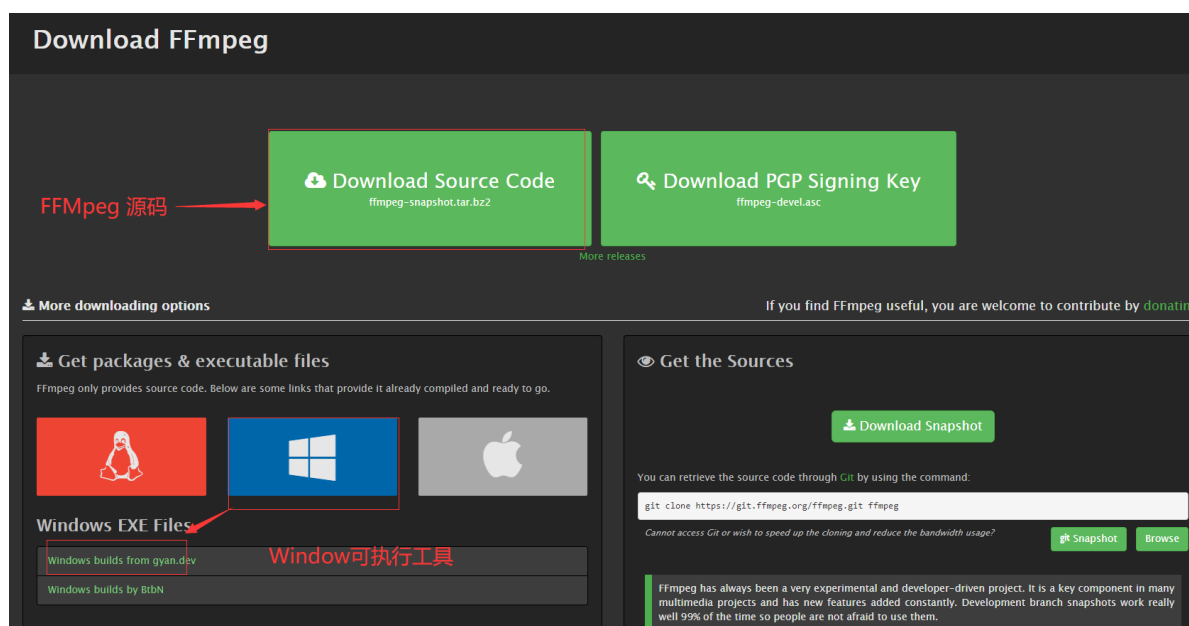 Download FFmpeg
Download Source Code
ffmpeg-snapshot.tar.bz2
Download PGP Signing Key
ffmpeg-devel.asc
FFMpeg 源码
More releases
More downloading options
If you find FFmpeg useful, you are welcome to contribute by donatin
Get packages & executable files
FFmpeg only provides source code. Below are some links that provide it already compiled and ready to go.
Windows EXE Files
Windows builds from gyan.dev
Window可执行工具
Windows builds by BtbN
Get the Sources
Download Snapshot
You can retrieve the source code through Git by using the command:
git clone https://git.ffmpeg.org/ffmpeg.git ffmpeg
Cannot access Git or wish to speed up the cloning and reduce the bandwidth usage?
git Snapshot
Browse
FFmpeg has always been a very experimental and developer-driven project. It is a key component in many
multimedia projects and has new features added constantly. Development branch snapshots work really
well 99% of the time so people are not afraid to use them.